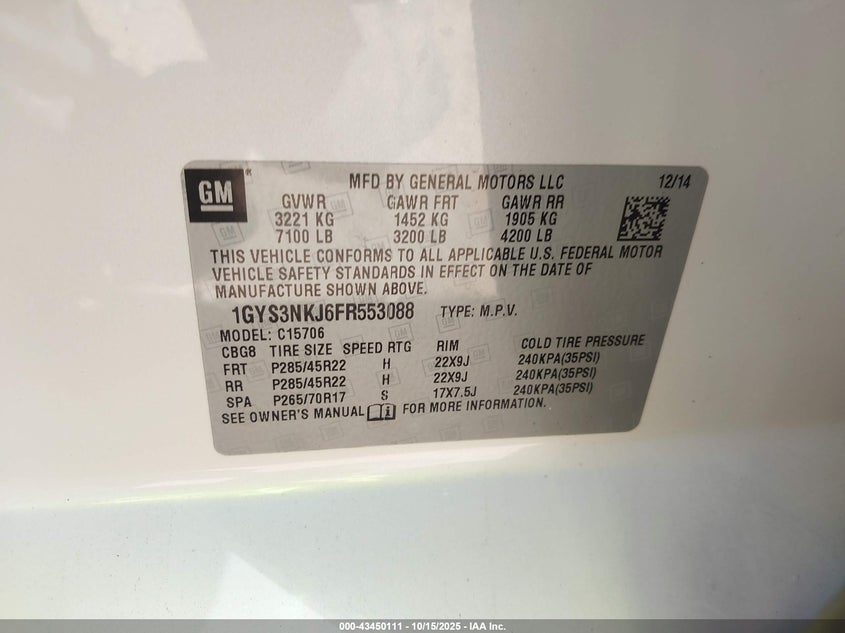 GM ®
MFD BY GENERAL MOTORS LLC 12/14
GVWR GAWR FRT GAWR RR
3221 KG 1452 KG 1905 KG
7100 LB 3200 LB 4200 LB
THIS VEHICLE CONFORMS TO ALL APPLICABLE U.S. FEDERAL MOTOR
VEHICLE SAFETY STANDARDS IN EFFECT ON THE DATE OF
MANUFACTURE SHOWN ABOVE.
1GYS3NKJ6FR553088 TYPE: M.P.V.
MODEL: C15706
CBG8 TIRE SIZE SPEED RTG RIM COLD TIRE PRESSURE
FRT P285/45R22 H 22X9J 240KPA(35PSI)
RR P285/45R22 H 22X9J 240KPA(35PSI)
SPA P265/70R17 S 17X7.5J 240KPA(35PSI)
SEE OWNER'S MANUAL FOR MORE INFORMATION.
000-43450111 - 10/15/2025 - IAA Inc.